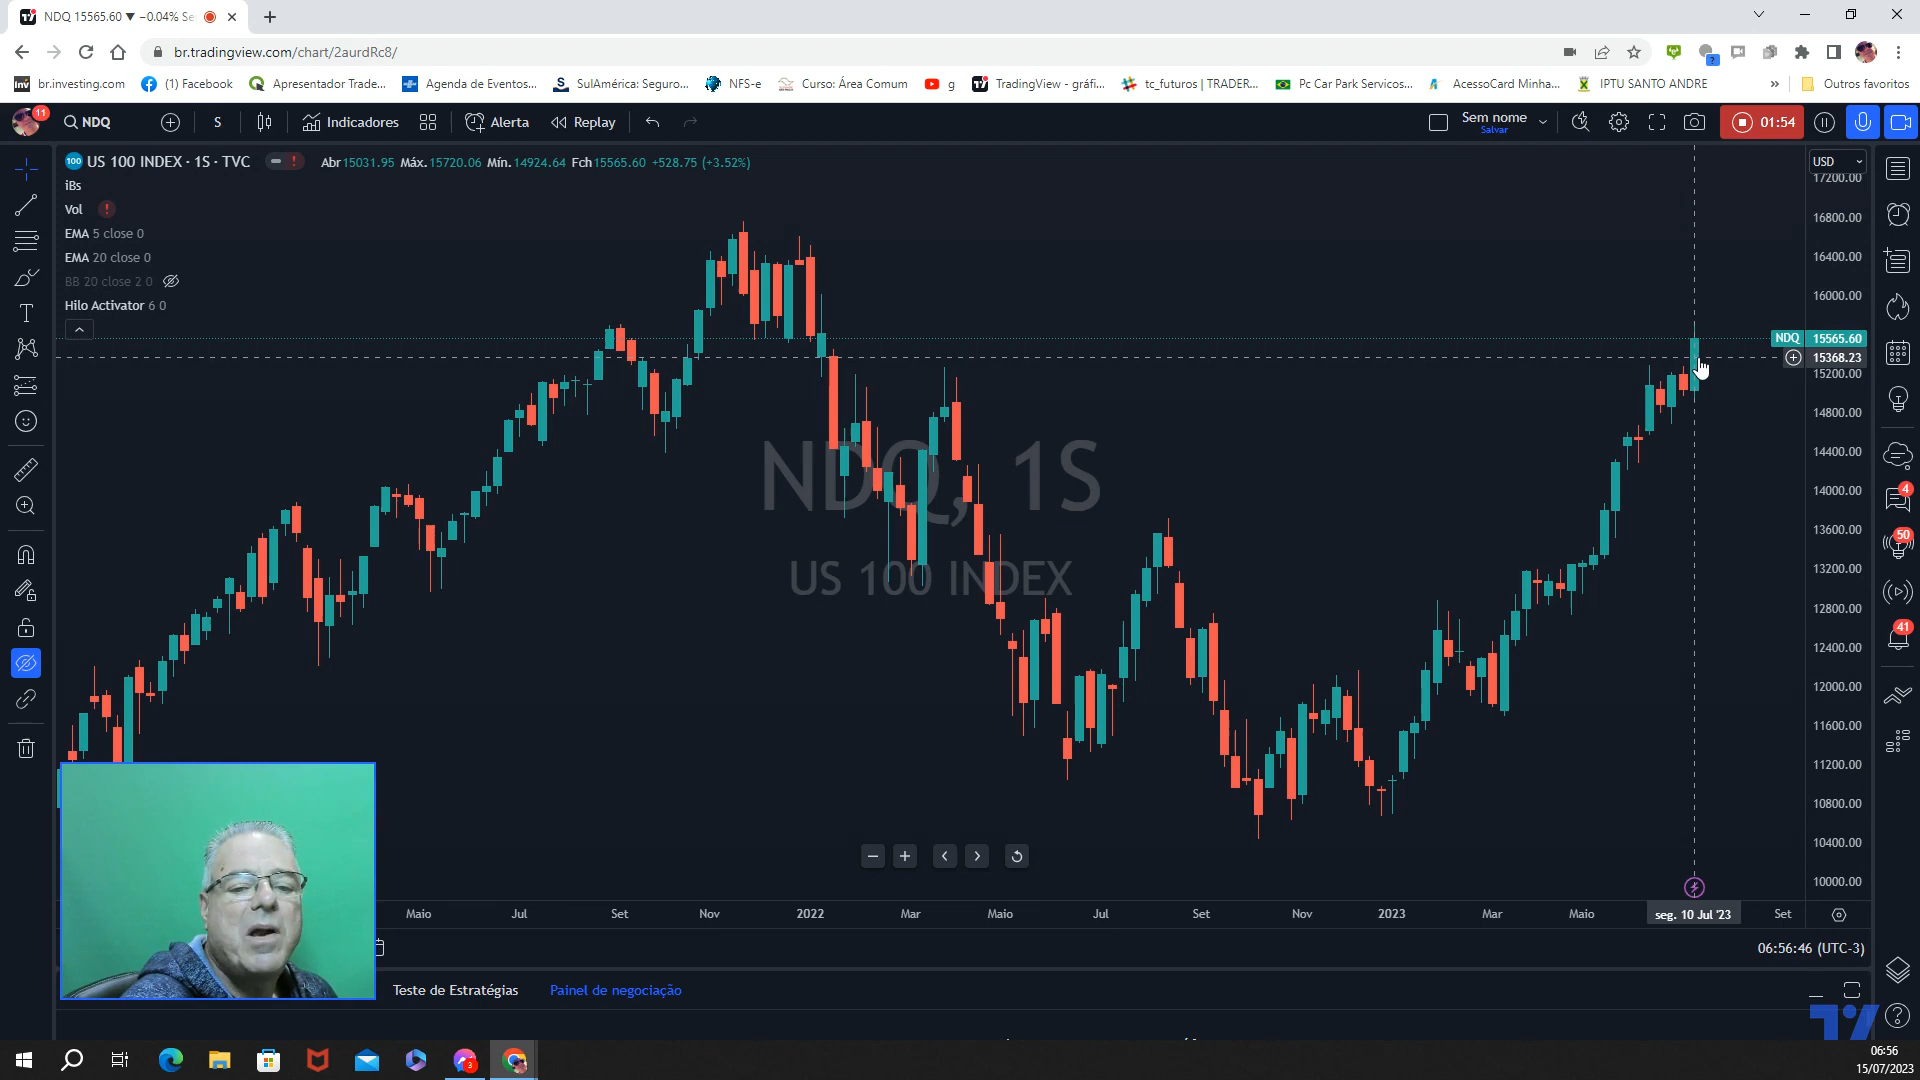 NDQ 15565.60 ▼ −0.04% Se
br.tradingview.com/chart/2aurdRc8/
br.investing.com
(1) Facebook
Apresentador Trade...
Agenda de Eventos...
SulAmérica: Seguro...
NFS-e
Curso: Área Comum
g
TradingView - gráfi...
tc_futuros | TRADER...
Pc Car Park Servicos...
AcessoCard Minha...
IPTU SANTO ANDRE
»
Outros favoritos
11
NDQ
S
Indicadores
Alerta
Replay
Sem nome
Salvar
01:54
100 US 100 INDEX · 1S · TVC
Abr15031.95 Máx.15720.06 Mín.14924.64 Fch15565.60 +528.75 (+3.52%)
iBs
Vol
EMA 5 close 0
EMA 20 close 0
BB 20 close 2 0
Hilo Activator 6 0
NDQ, 1S
US 100 INDEX
USD
17200.00
16800.00
16400.00
16000.00
NDQ 15565.60
15368.23
15200.00
14800.00
14400.00
14000.00
13600.00
13200.00
12800.00
12400.00
12000.00
11600.00
11200.00
10800.00
10400.00
10000.00
4
50
41
Maio
Jul
Set
Nov
2022
Mar
Maio
Jul
Set
Nov
2023
Mar
Maio
seg. 10 Jul '23
Set
06:56:46 (UTC-3)
Teste de Estratégias
Painel de negociação
3
06:56
15/07/2023